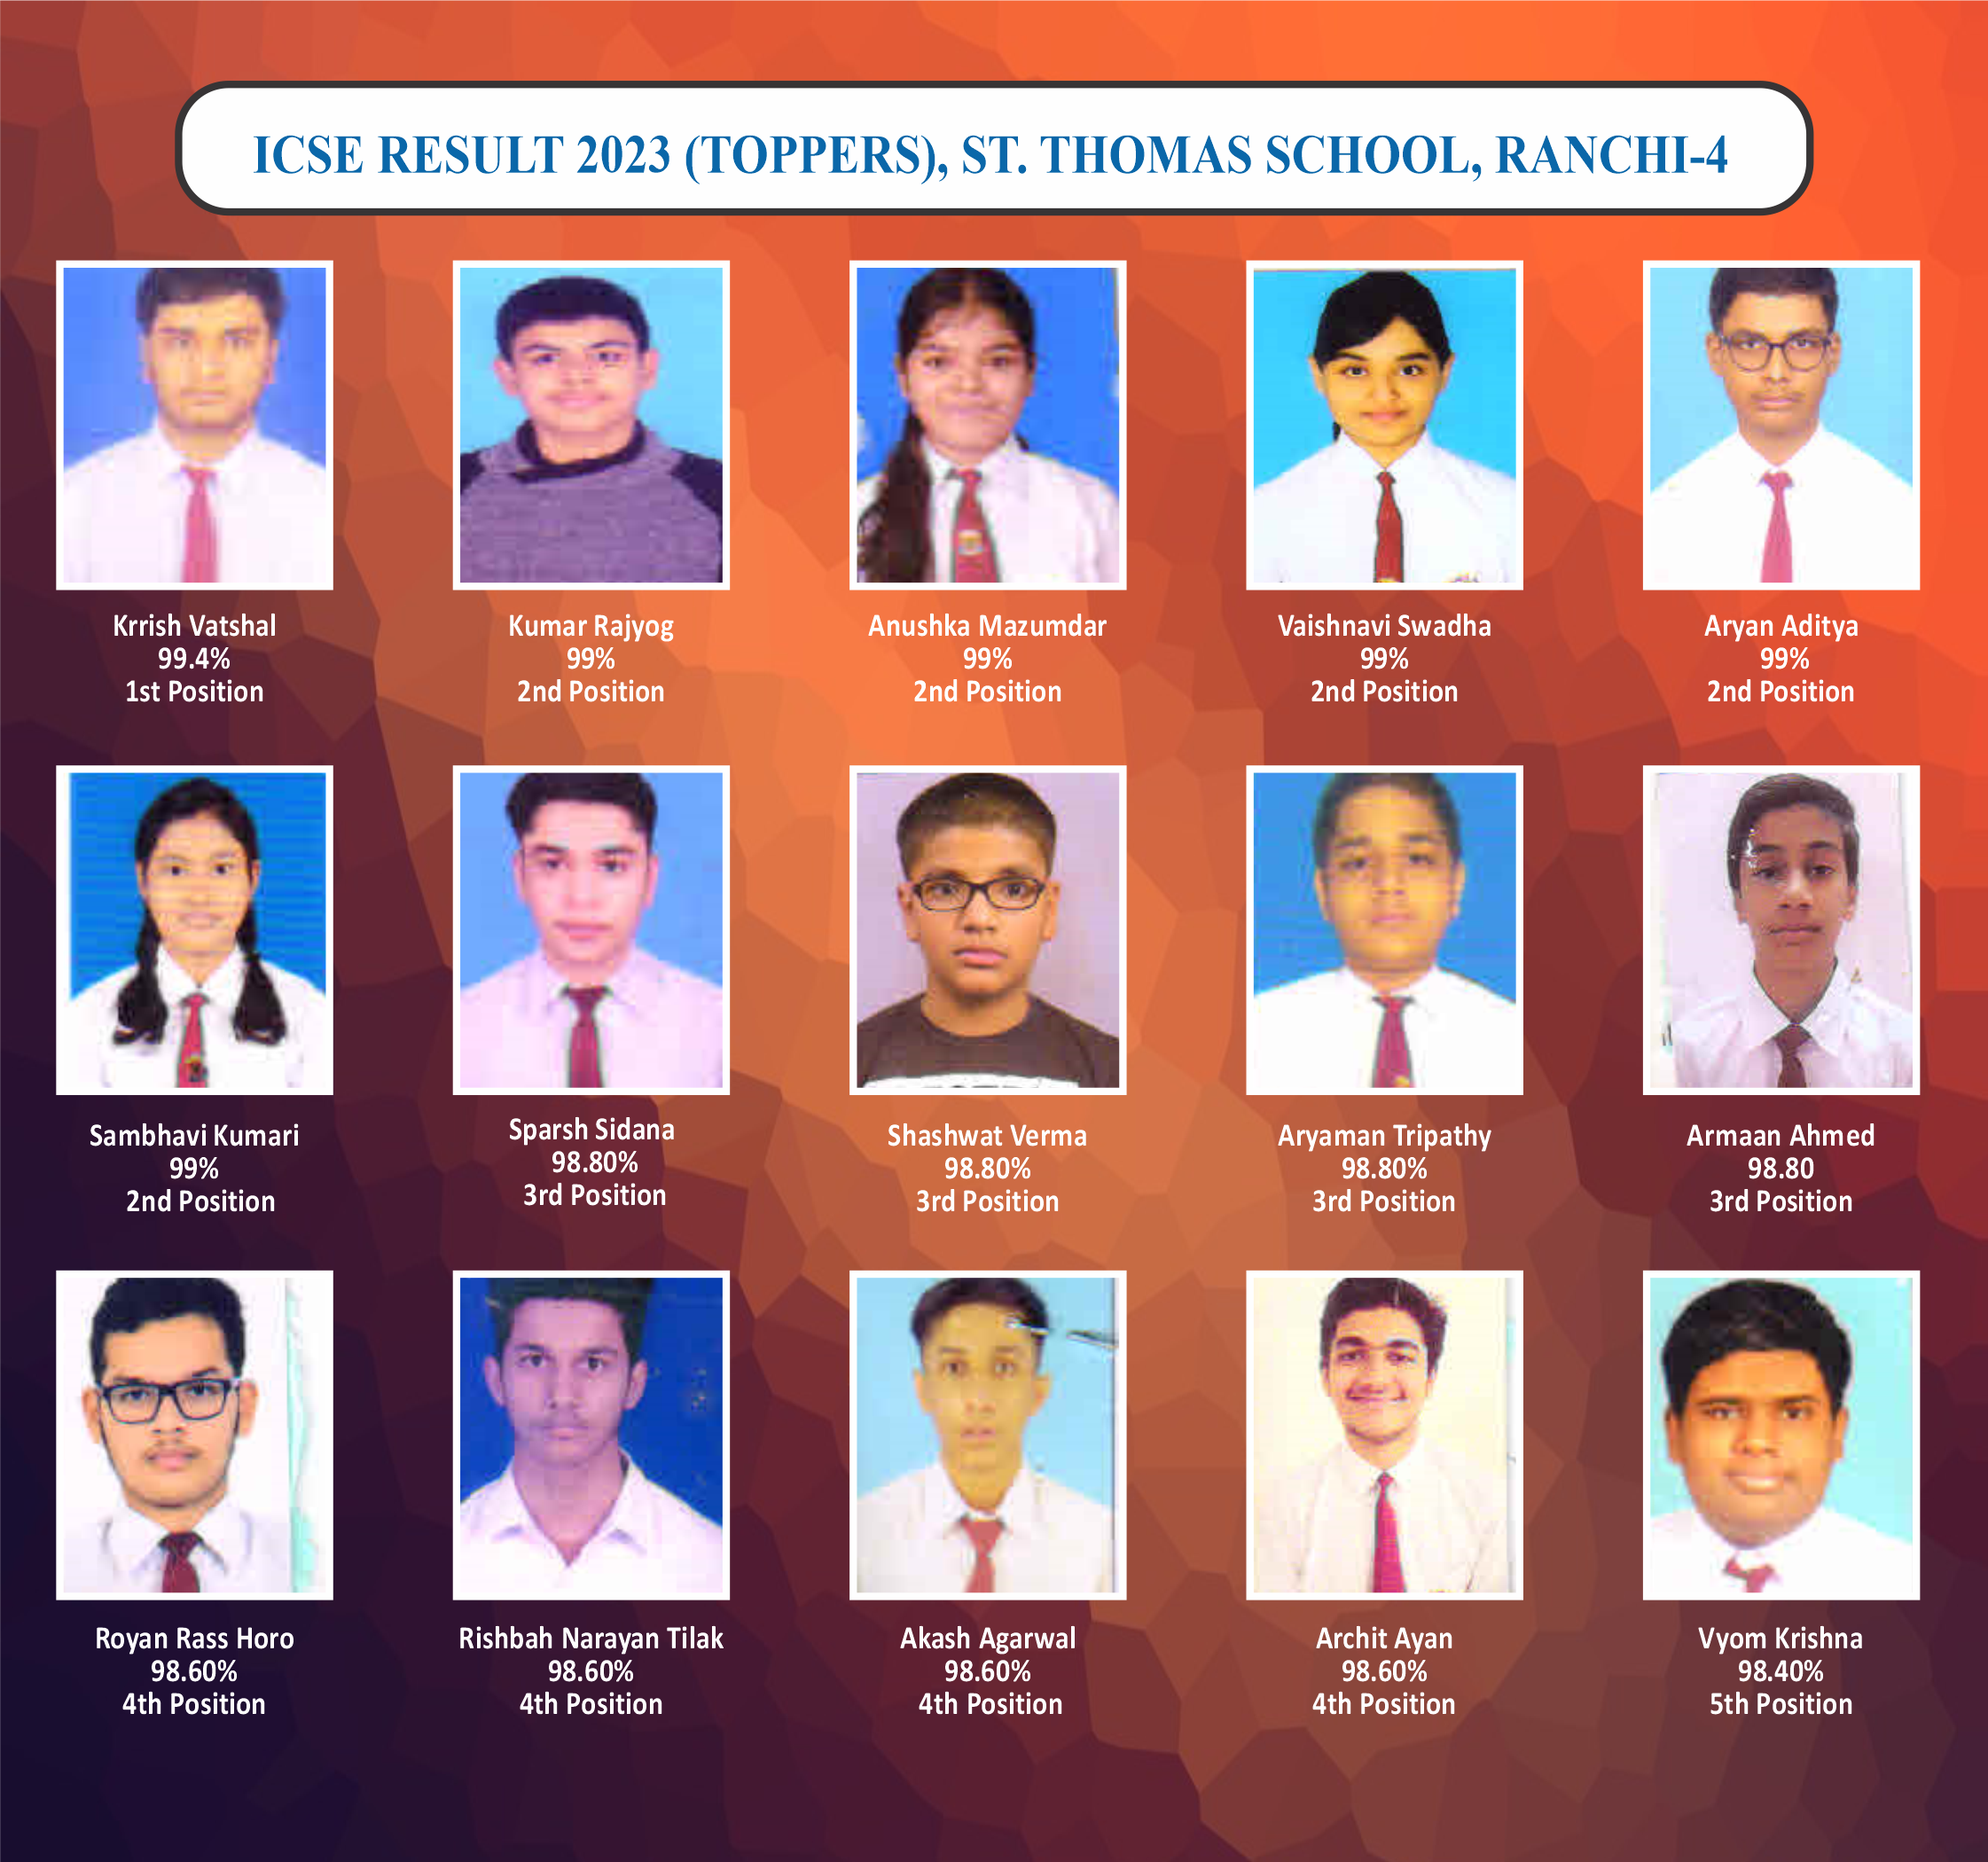 ICSE RESULT 2023 (TOPPERS), ST. THOMAS SCHOOL, RANCHI-4
Krrish Vatshal
99.4%
1st Position
Kumar Rajyog
99%
2nd Position
Anushka Mazumdar
99%
2nd Position
Vaishnavi Swadha
99%
2nd Position
Aryan Aditya
99%
2nd Position
Sambhavi Kumari
99%
2nd Position
Sparsh Sidana
98.80%
3rd Position
Shashwat Verma
98.80%
3rd Position
Aryaman Tripathy
98.80%
3rd Position
Armaan Ahmed
98.80
3rd Position
Royan Rass Horo
98.60%
4th Position
Rishbah Narayan Tilak
98.60%
4th Position
Akash Agarwal
98.60%
4th Position
Archit Ayan
98.60%
4th Position
Vyom Krishna
98.40%
5th Position